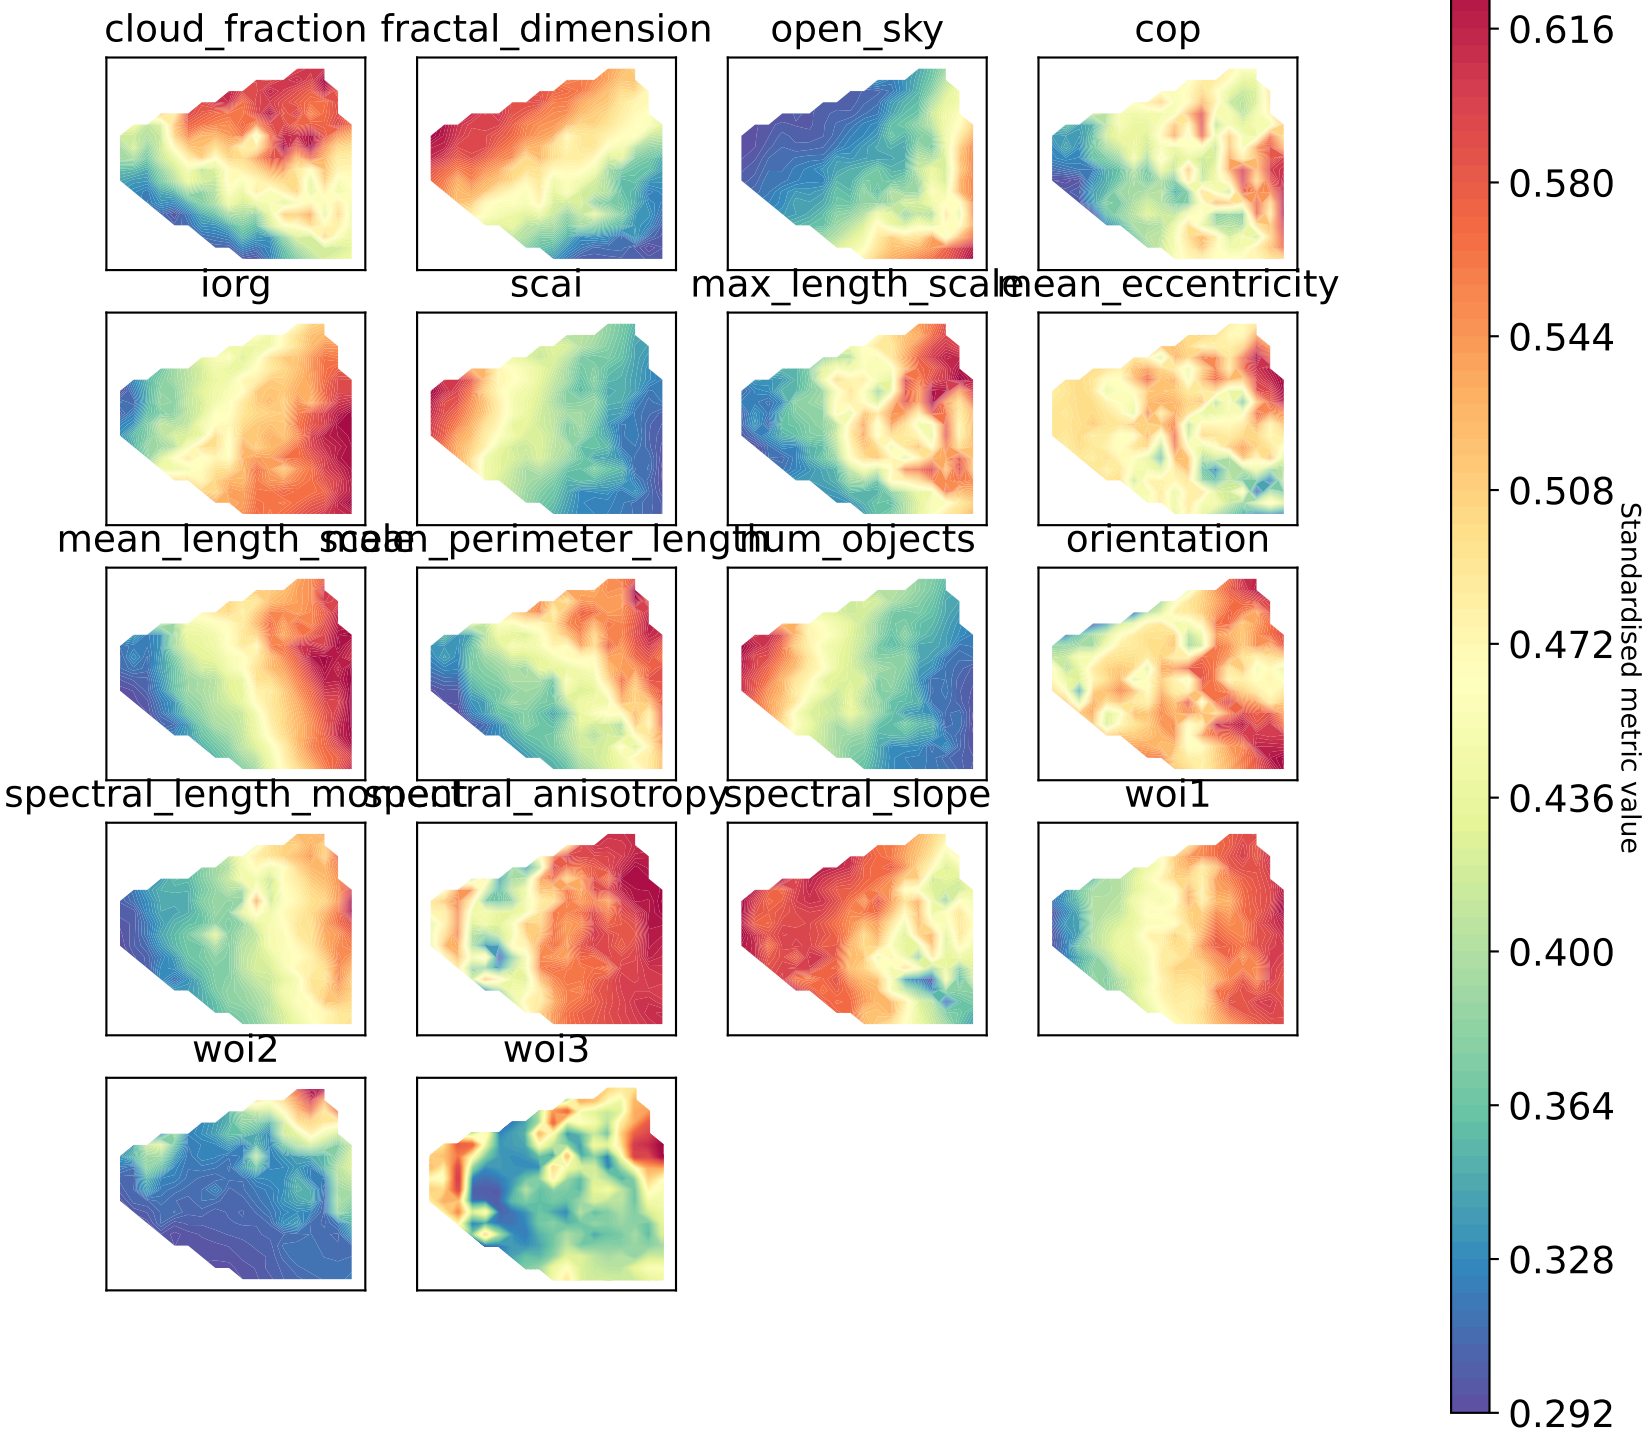 cloud_fraction
fractal_dimension
open_sky
cop
iorg
scai
max_length_scale
mean_eccentricity
mean_length_scale
mean_perimeter_length
num_objects
orientation
spectral_length_moment
spectral_anisotropy
spectral_slope
woi1
woi2
woi3
0.616
0.580
0.544
0.508
0.472
0.436
0.400
0.364
0.328
0.292
Standardised metric value